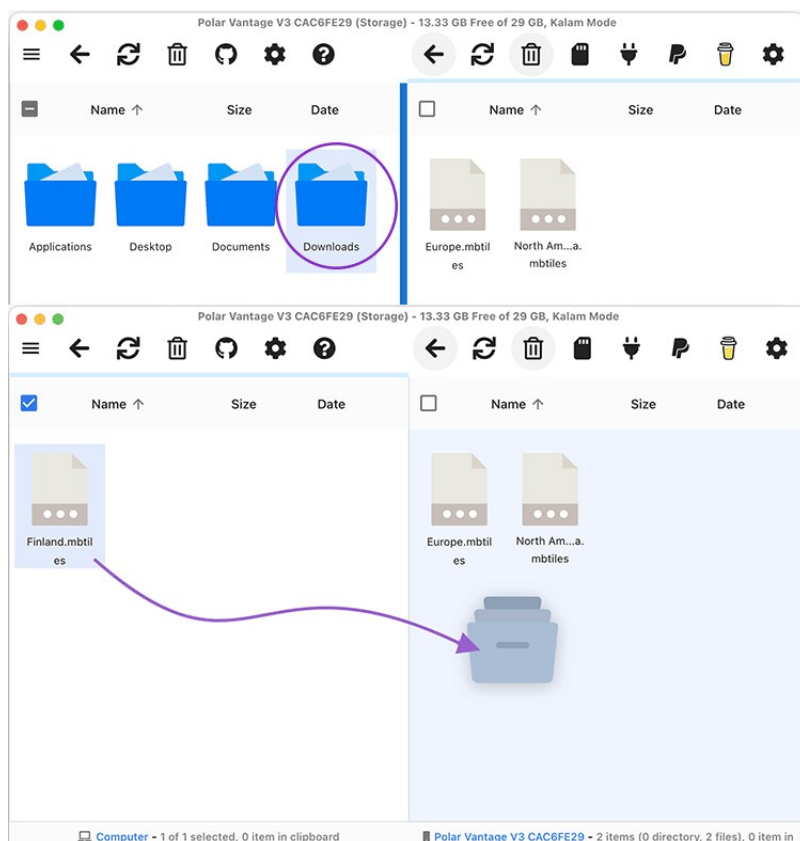 Polar Vantage V3 CAC6FE29 (Storage) - 13.33 GB Free of 29 GB, Kalam Mode
Name Size Date
Name Size Date
Applications
Desktop
Documents
Downloads
Europe.mbtil
es
North Am...a.
mbtiles
Polar Vantage V3 CAC6FE29 (Storage) - 13.33 GB Free of 29 GB, Kalam Mode
Name Size Date
Name Size Date
Finland.mbtil
es
Europe.mbtil
es
North Am...a.
mbtiles
Computer - 1 of 1 selected, 0 item in clipboard
Polar Vantage V3 CAC6FE29 - 2 items (0 directory, 2 files), 0 item in